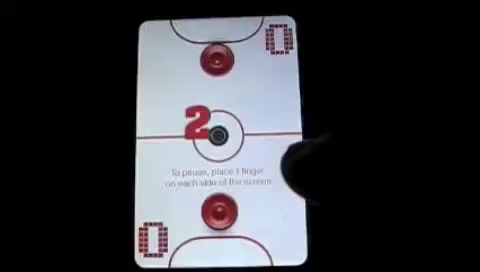 0
2
To pause, place 1 finger
on each side of the screen
0